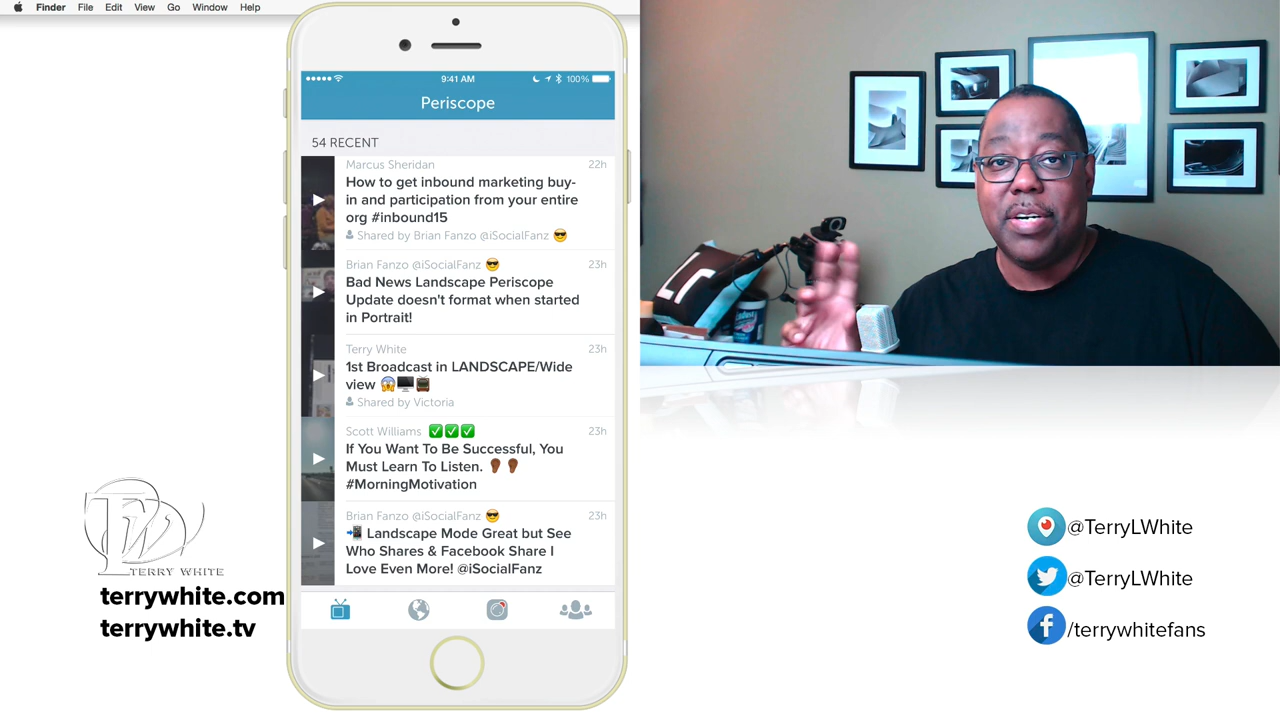 Finder File Edit View Go Window Help
9:41 AM
100%
Periscope
54 RECENT
Marcus Sheridan 22h
How to get inbound marketing buy-
in and participation from your entire
org #inbound15
Shared by Brian Fanzo @iSocialFanz 😎
Brian Fanzo @iSocialFanz 😎 23h
Bad News Landscape Periscope
Update doesn't format when started
in Portrait!
Terry White 23h
1st Broadcast in LANDSCAPE/Wide
view 😱🖥📺
Shared by Victoria
Scott Williams ✅✅✅ 23h
If You Want To Be Successful, You
Must Learn To Listen. 👂🏾👂🏾
#MorningMotivation
Brian Fanzo @iSocialFanz 😎 23h
📲 Landscape Mode Great but See
Who Shares & Facebook Share I
Love Even More! @iSocialFanz
TERRY WHITE
terrywhite.com
terrywhite.tv
@TerryLWhite
@TerryLWhite
/terrywhitefans